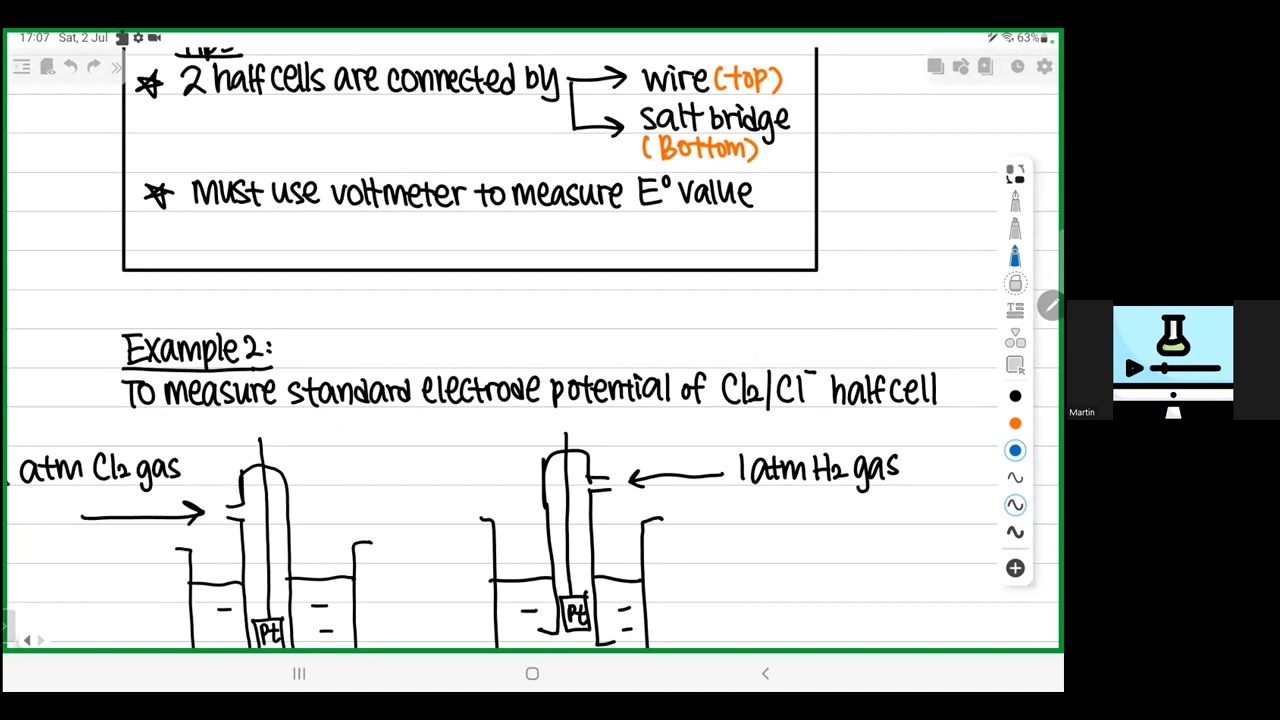 17:07 Sat, 2 Jul
63%
★ 2 half cells are connected by → wire (top)
→ salt bridge
(Bottom)
★ Must use voltmeter to measure E° value
Example 2:
To measure standard electrode potential of Cl2/Cl⁻ half cell
atm Cl2 gas
1 atm H2 gas
Pt
Pt
Martin